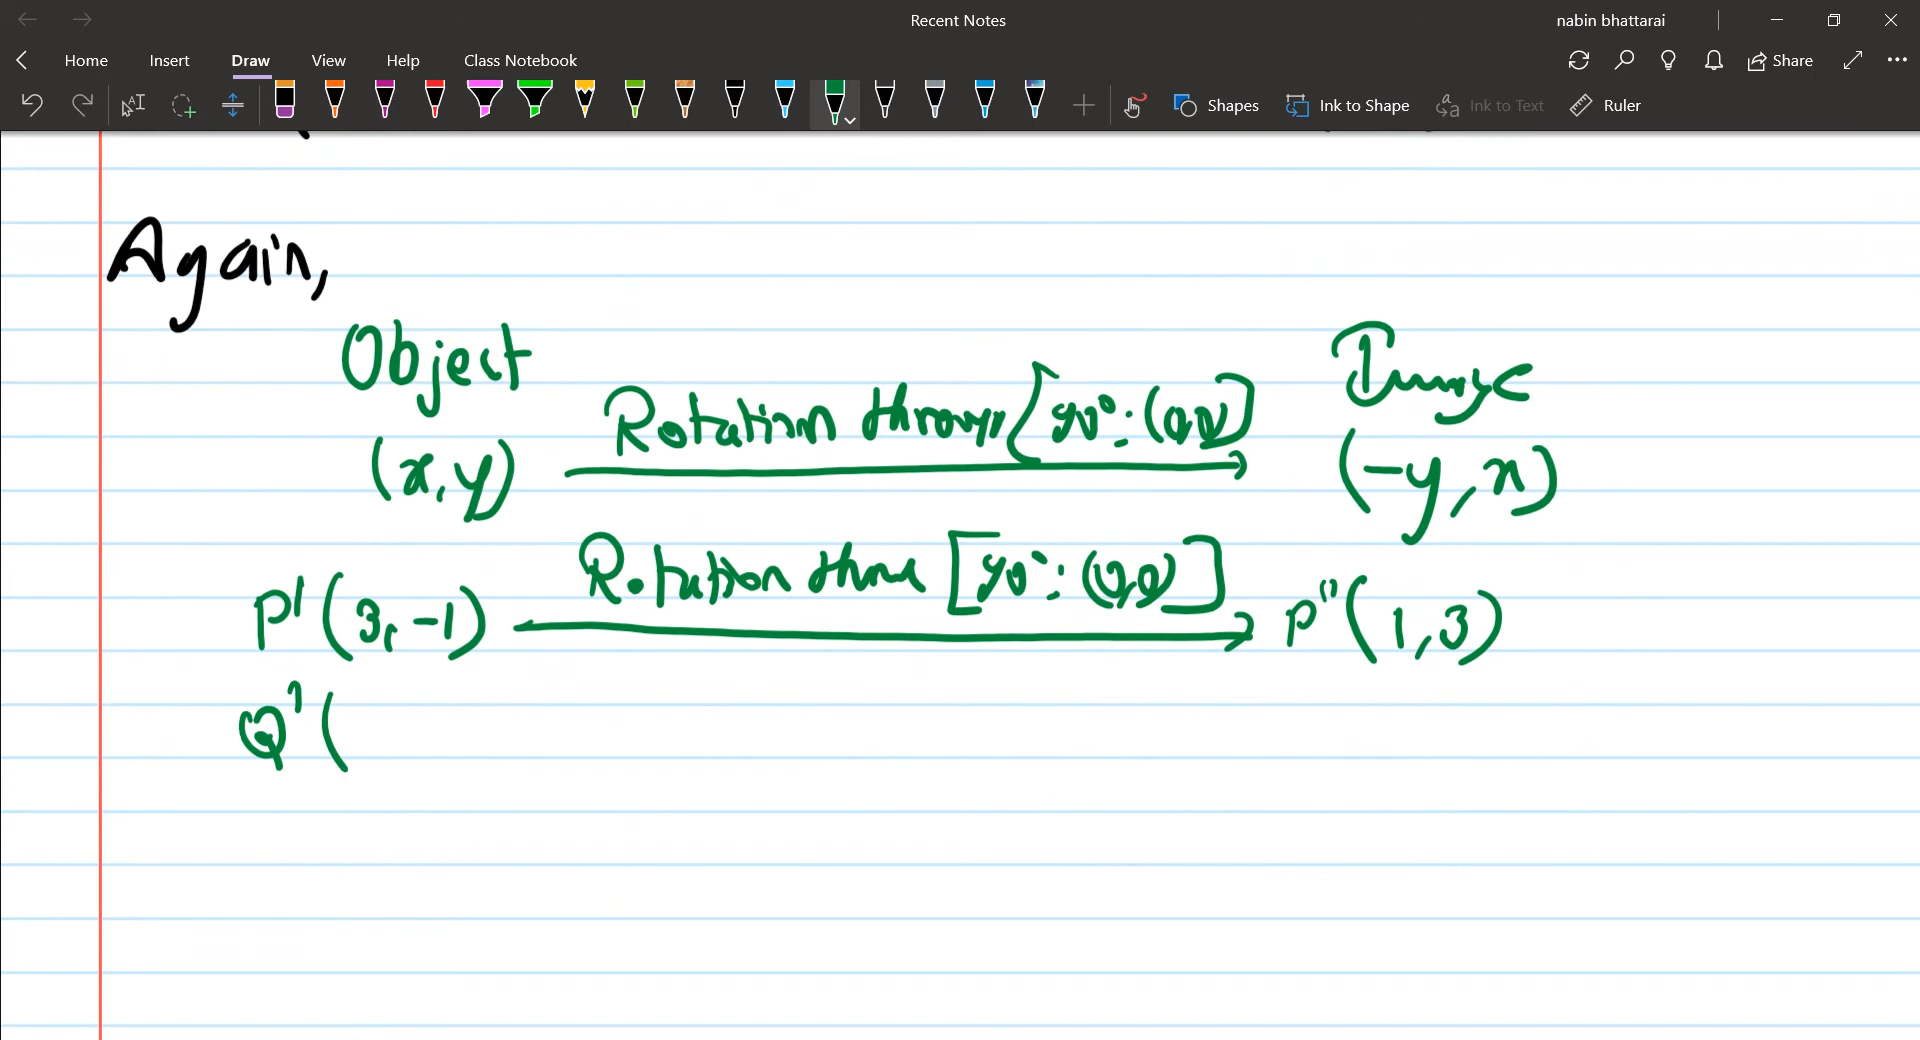 Recent Notes
nabin bhattarai
Home Insert Draw View Help Class Notebook
Share
Shapes Ink to Shape Ink to Text Ruler
Again,
Object Image
Rotation through [90°: (0,0)]
(x,y) (-y,x)
Rotation [90°: (0,0)]
P'(3,-1) P''(1,3)
Q'(